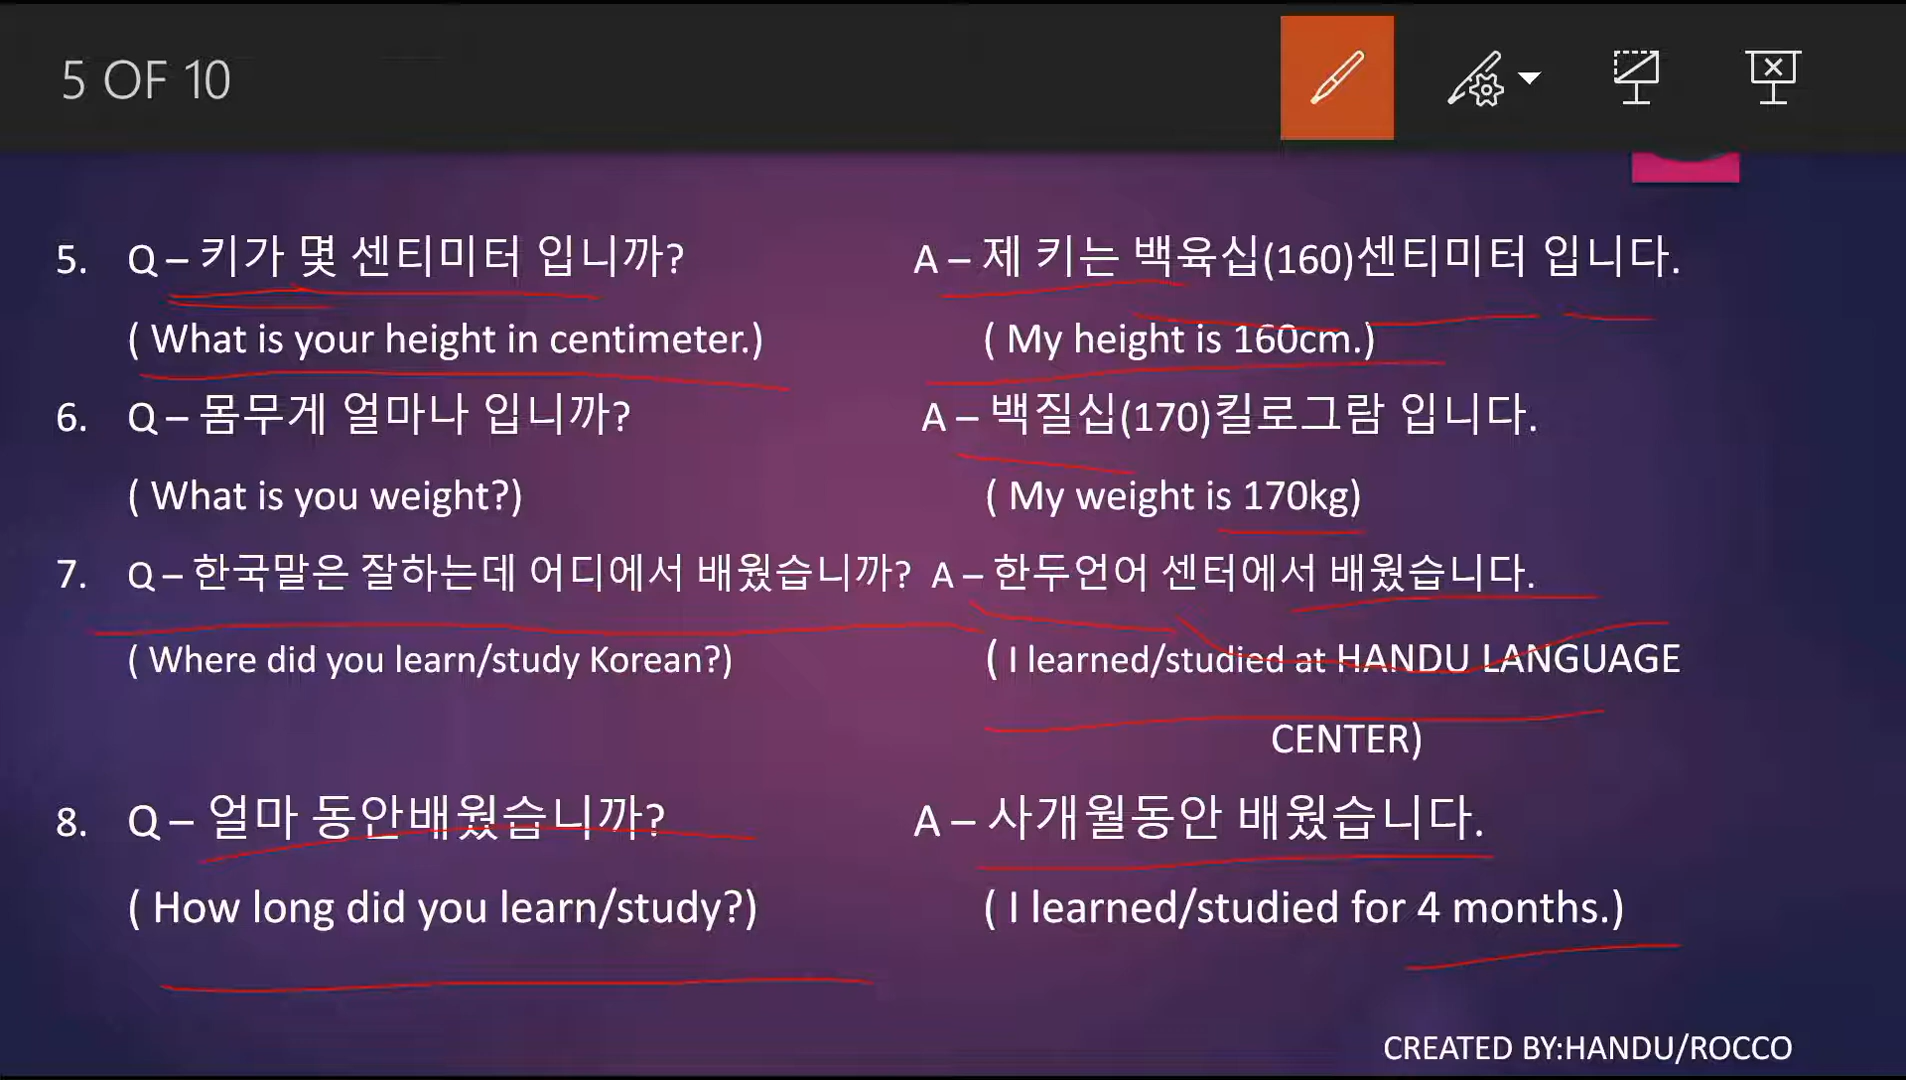 5 OF 10
5. Q – 키가 몇 센티미터 입니까? A – 제 키는 백육십(160)센티미터 입니다.
( What is your height in centimeter.) ( My height is 160cm.)
6. Q – 몸무게 얼마나 입니까? A – 백질십(170)킬로그람 입니다.
( What is you weight?) ( My weight is 170kg)
7. Q – 한국말은 잘하는데 어디에서 배웠습니까? A – 한두언어 센터에서 배웠습니다.
( Where did you learn/study Korean?) ( I learned/studied at HANDU LANGUAGE
CENTER)
8. Q – 얼마 동안배웠습니까? A – 사개월동안 배웠습니다.
( How long did you learn/study?) ( I learned/studied for 4 months.)
CREATED BY:HANDU/ROCCO